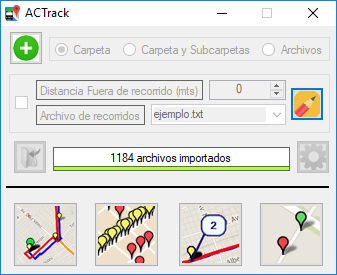 ACTrack
Carpeta
Carpeta y Subcarpetas
Archivos
Distancia Fuera de recorrido (mts)
0
Archivo de recorridos
ejemplo.txt
1184 archivos importados
2